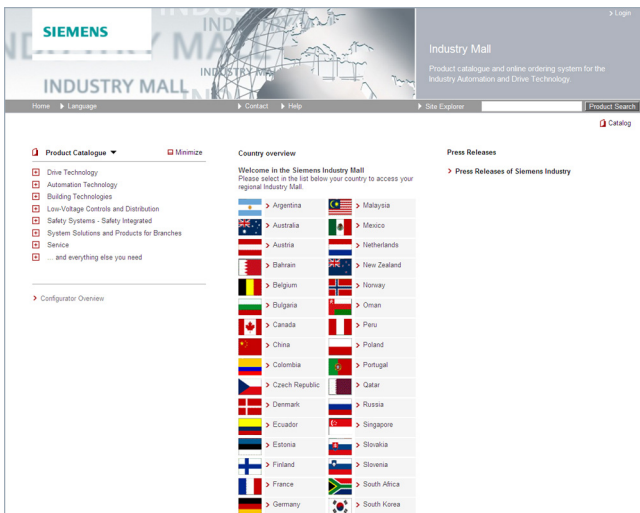 > Login
SIEMENS
INDUSTRY MALL
Industry Mall
Product catalogue and online ordering system for the
Industry Automation and Drive Technology.
Home Language Contact Help Site Explorer Product Search
Catalog
Product Catalogue Minimize
Drive Technology
Automation Technology
Building Technologies
Low-Voltage Controls and Distribution
Safety Systems - Safety Integrated
System Solutions and Products for Branches
Service
... and everything else you need
> Configurator Overview
Country overview
Welcome in the Siemens Industry Mall
Please select in the list below your country to access your
regional Industry Mall.
> Argentina > Malaysia
> Australia > Mexico
> Austria > Netherlands
> Bahrain > New Zealand
> Belgium > Norway
> Bulgaria > Oman
> Canada > Peru
> China > Poland
> Colombia > Portugal
> Czech Republic > Qatar
> Denmark > Russia
> Ecuador > Singapore
> Estonia > Slovakia
> Finland > Slovenia
> France > South Africa
> Germany > South Korea
Press Releases
> Press Releases of Siemens Industry